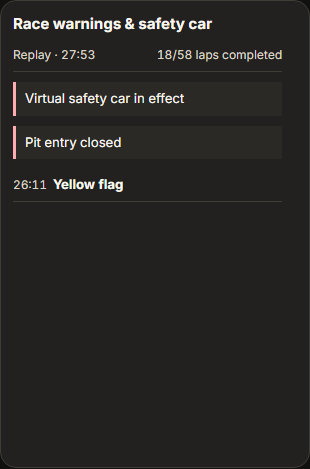 Race warnings & safety car
Replay · 27:53 18/58 laps completed
Virtual safety car in effect
Pit entry closed
26:11 Yellow flag